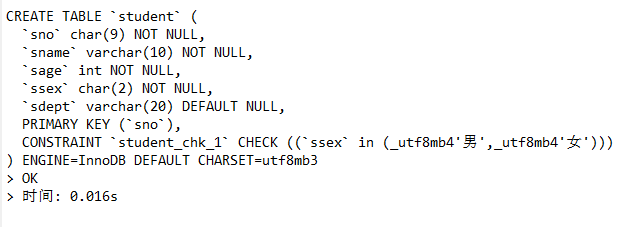 CREATE TABLE `student` (
  `sno` char(9) NOT NULL,
  `sname` varchar(10) NOT NULL,
  `sage` int NOT NULL,
  `ssex` char(2) NOT NULL,
  `sdept` varchar(20) DEFAULT NULL,
  PRIMARY KEY (`sno`),
  CONSTRAINT `student_chk_1` CHECK ((`ssex` in (_utf8mb4'男',_utf8mb4'女')))
) ENGINE=InnoDB DEFAULT CHARSET=utf8mb3
> OK
> 时间: 0.016s